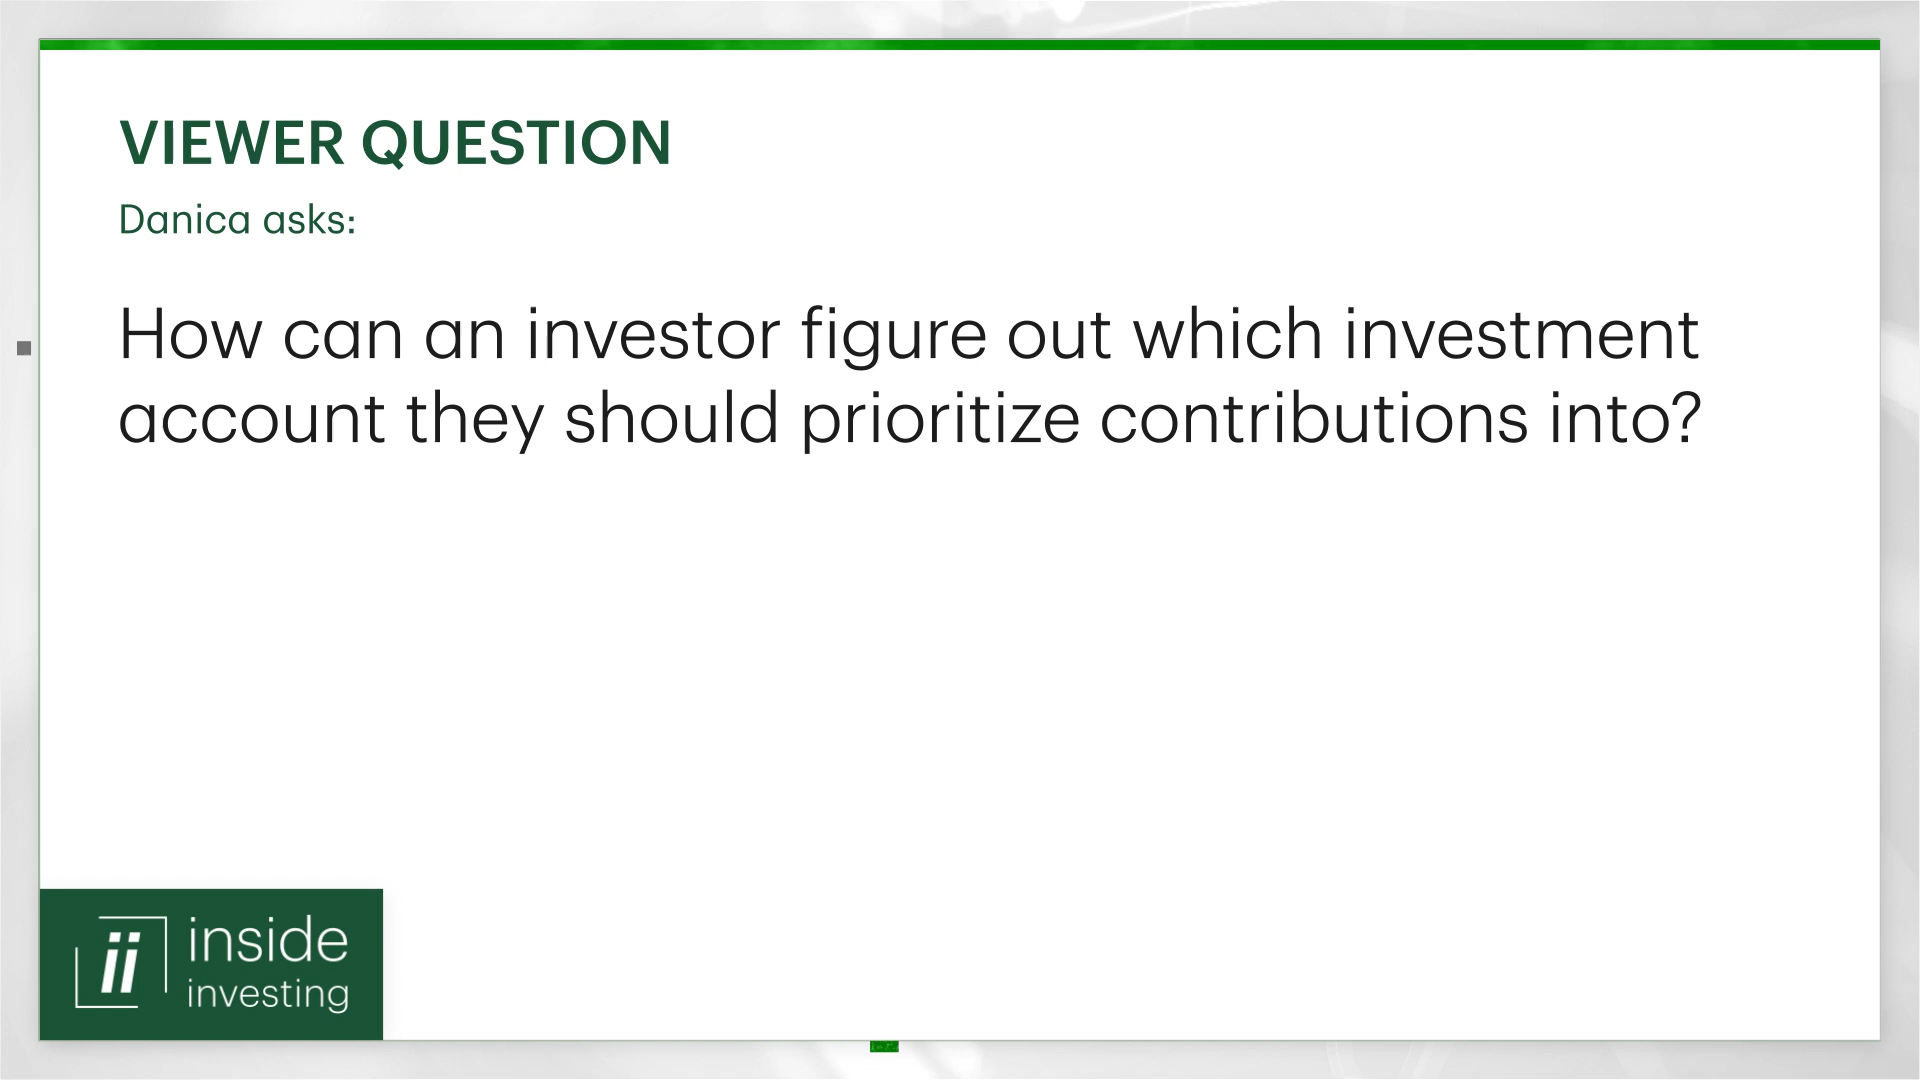 VIEWER QUESTION
Danica asks:
How can an investor figure out which investment
account they should prioritize contributions into?
ii
inside
investing